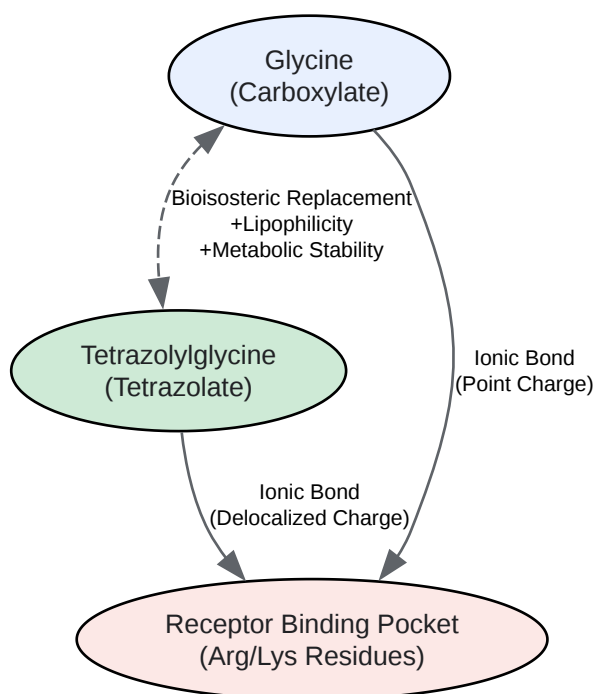 Glycine
(Carboxylate)
Bioisosteric Replacement
+Lipophilicity
+Metabolic Stability
Tetrazolylglycine
(Tetrazolate)
Ionic Bond
(Point Charge)
Ionic Bond
(Delocalized Charge)
Receptor Binding Pocket
(Arg/Lys Residues)